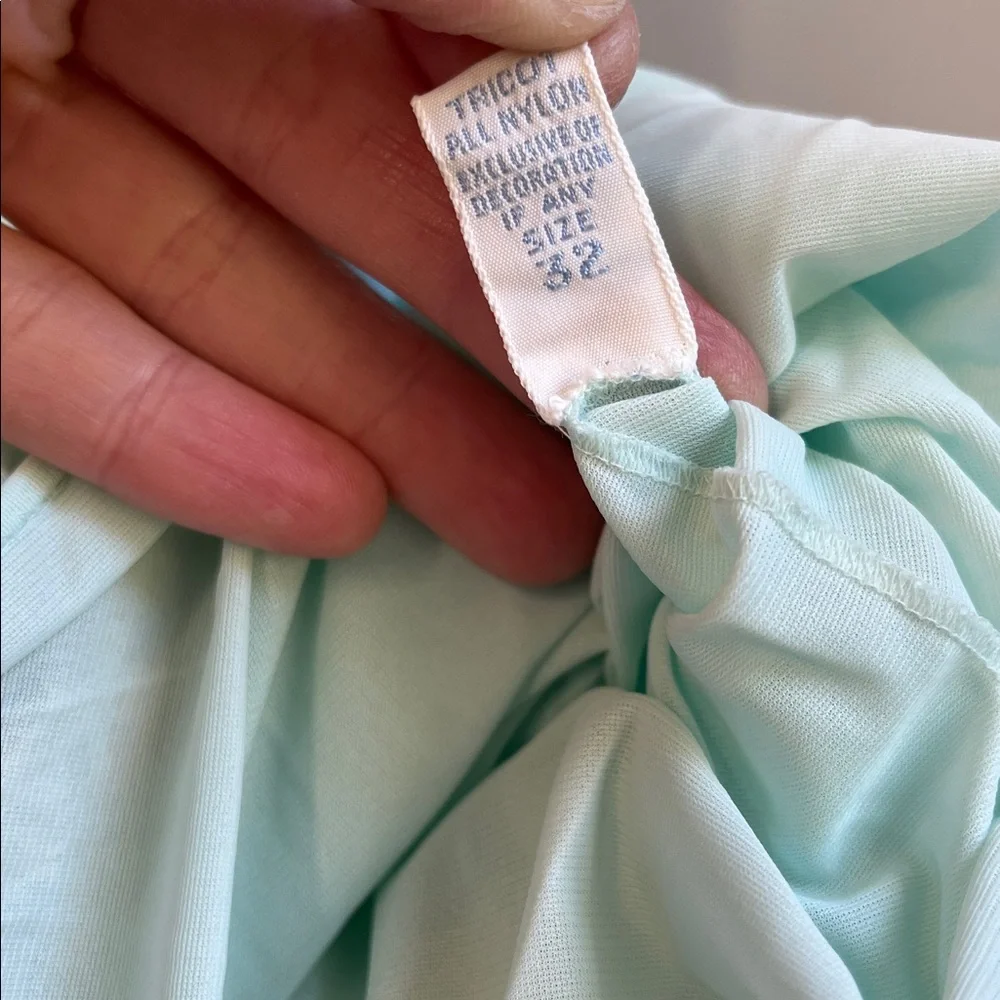 TRICOT
ALL NYLON
EXCLUSIVE OF
DECORATION
IF ANY
SIZE
32